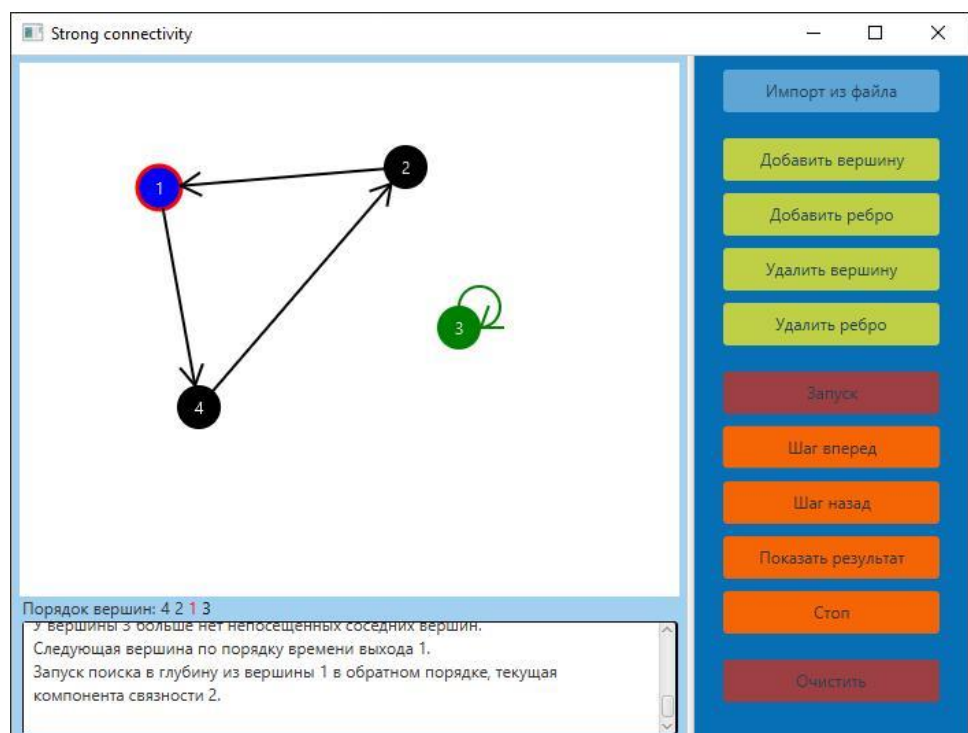 Strong connectivity
Импорт из файла
Добавить вершину
Добавить ребро
Удалить вершину
Удалить ребро
Запуск
Шаг вперед
Шаг назад
Показать результат
Стоп
Очистить
1
2
3
4
Порядок вершин: 4 2 1 3
У вершины 3 больше нет непосещенных соседних вершин.
Следующая вершина по порядку времени выхода 1.
Запуск поиска в глубину из вершины 1 в обратном порядке, текущая
компонента связности 2.